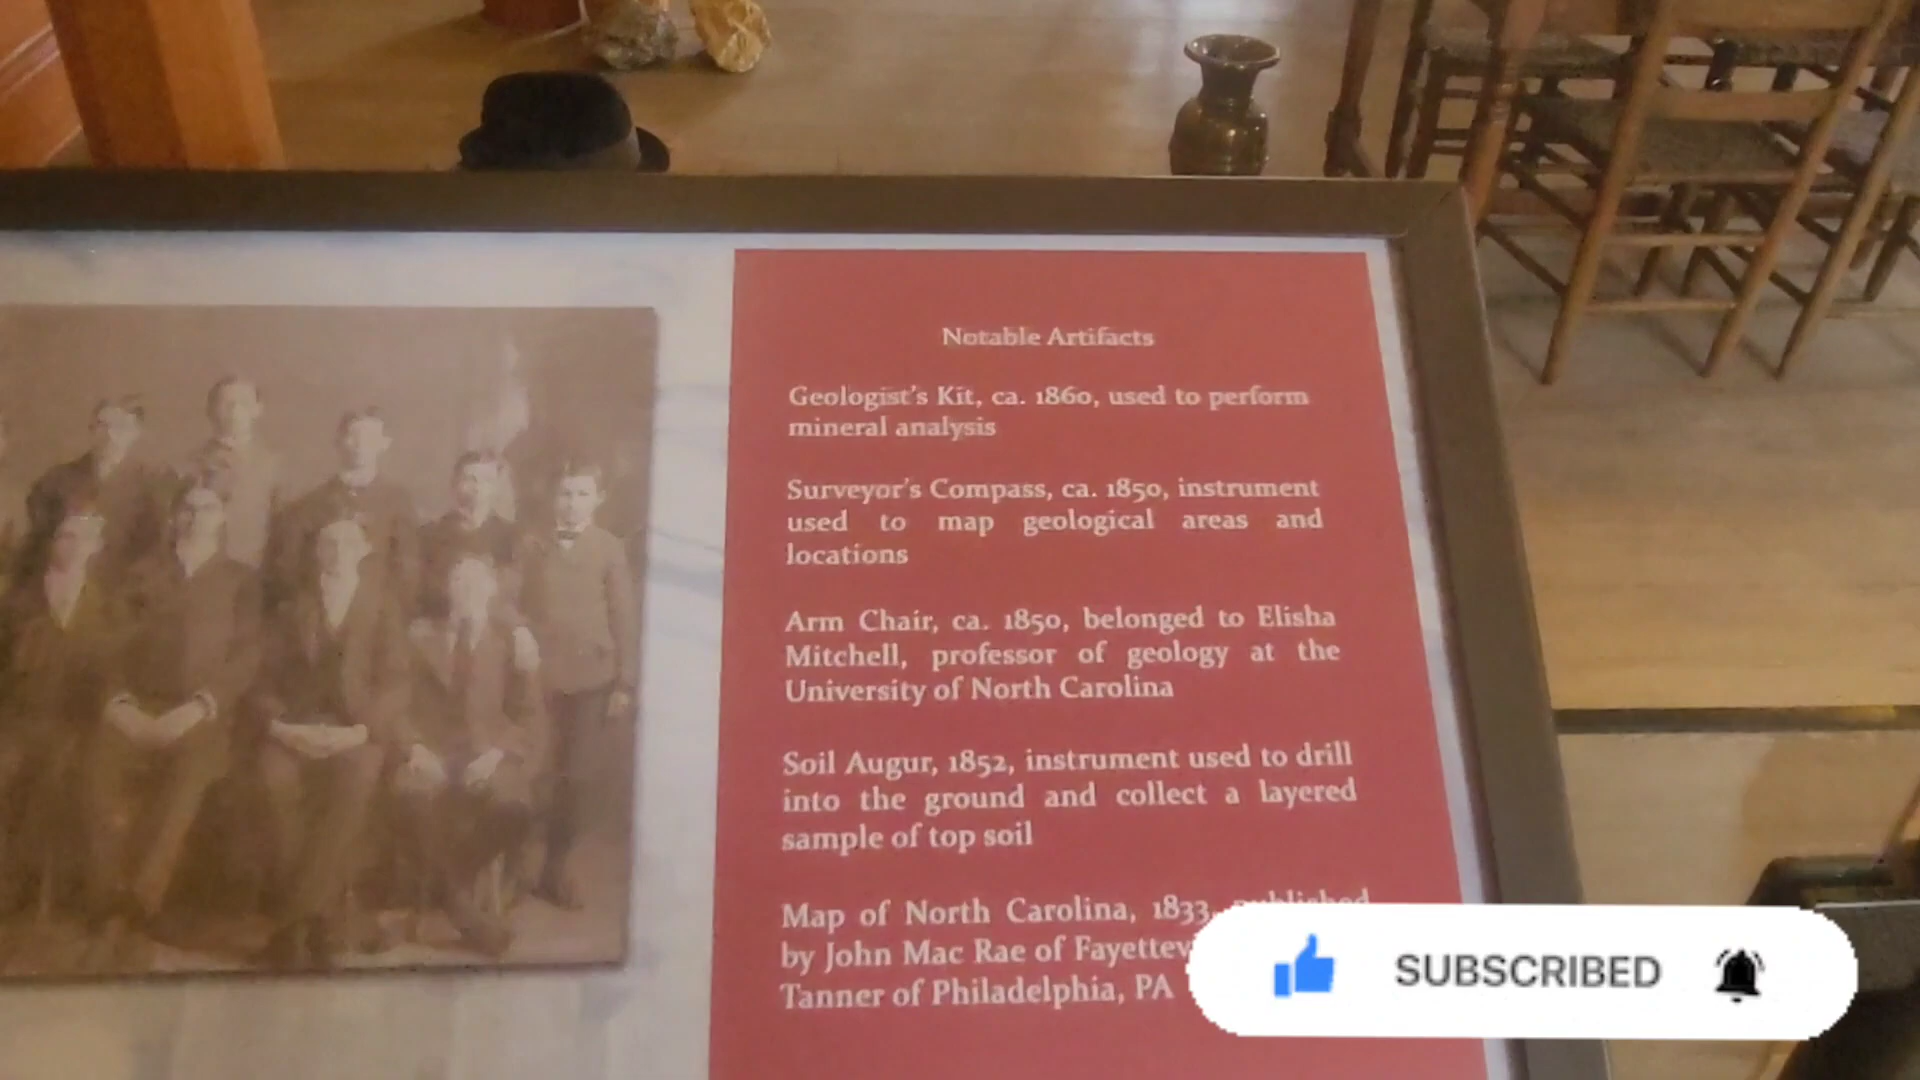 Notable Artifacts
Geologist's Kit, ca. 1860, used to perform
mineral analysis
Surveyor's Compass, ca. 1850, instrument
used to map geological areas and
locations
Arm Chair, ca. 1850, belonged to Elisha
Mitchell, professor of geology at the
University of North Carolina
Soil Augur, 1852, instrument used to drill
into the ground and collect a layered
sample of top soil
Map of North Carolina, 1833, published
by John Mac Rae of
Tanner of Philadelphia, PA
SUBSCRIBED